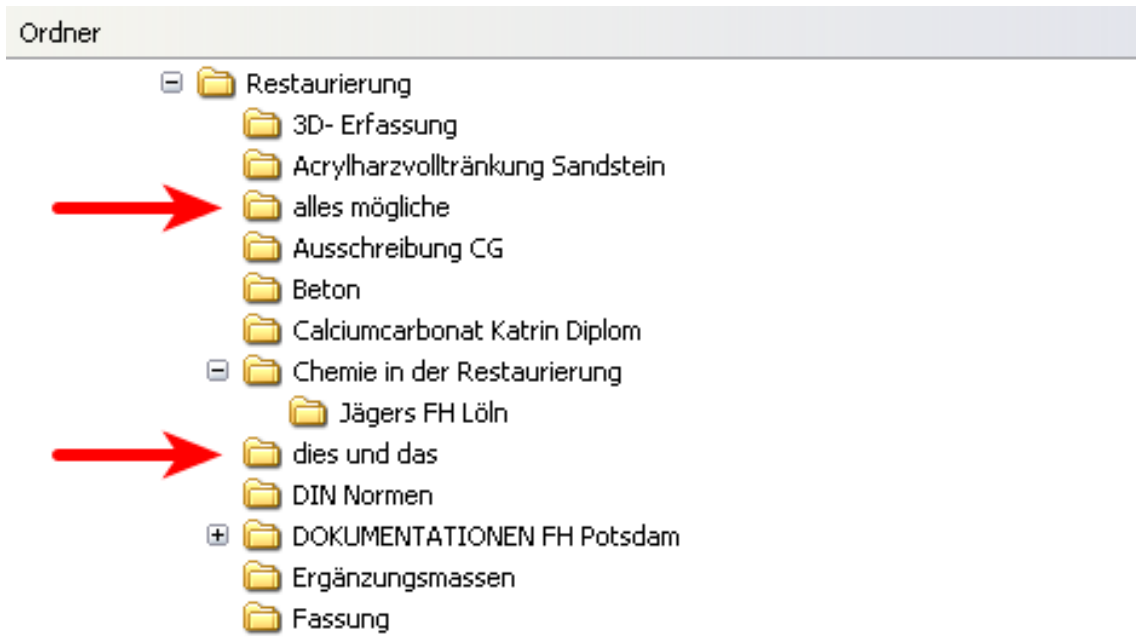 Ordner
Restaurierung
3D- Erfassung
Acrylharzvolltränkung Sandstein
alles mögliche
Ausschreibung CG
Beton
Calciumcarbonat Katrin Diplom
Chemie in der Restaurierung
Jägers FH Löln
dies und das
DIN Normen
DOKUMENTATIONEN FH Potsdam
Ergänzungsmassen
Fassung